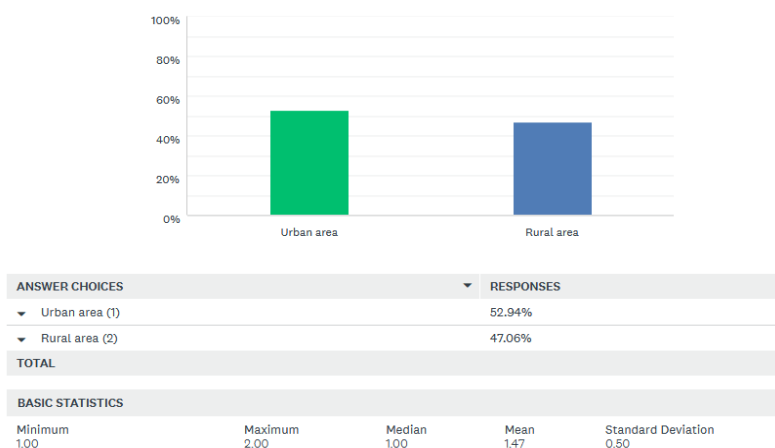 100%
80%
60%
40%
20%
0%
Urban area Rural area
ANSWER CHOICES RESPONSES
Urban area (1) 52.94%
Rural area (2) 47.06%
TOTAL
BASIC STATISTICS
Minimum Maximum Median Mean Standard Deviation
1.00 2.00 1.00 1.47 0.50